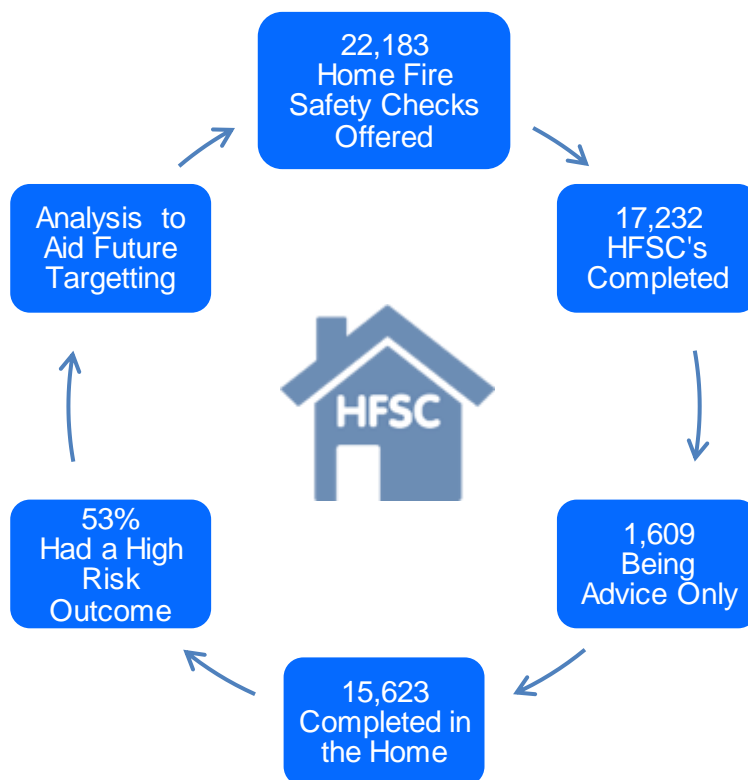 22,183
Home Fire
Safety Checks
Offered
17,232
HFSC's
Completed
1,609
Being
Advice Only
15,623
Completed in
the Home
53%
Had a High
Risk
Outcome
Analysis to
Aid Future
Targetting
HFSC